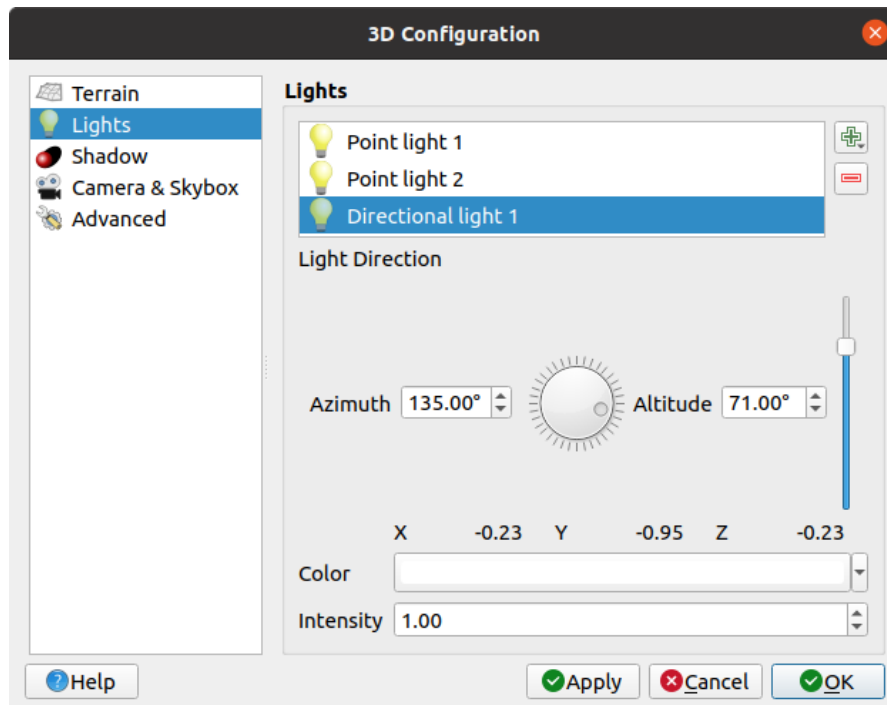 3D Configuration
Terrain
Lights
Shadow
Camera & Skybox
Advanced
Lights
Point light 1
Point light 2
Directional light 1
Light Direction
Azimuth 135.00° Altitude 71.00°
X -0.23 Y -0.95 Z -0.23
Color
Intensity 1.00
Help Apply Cancel OK